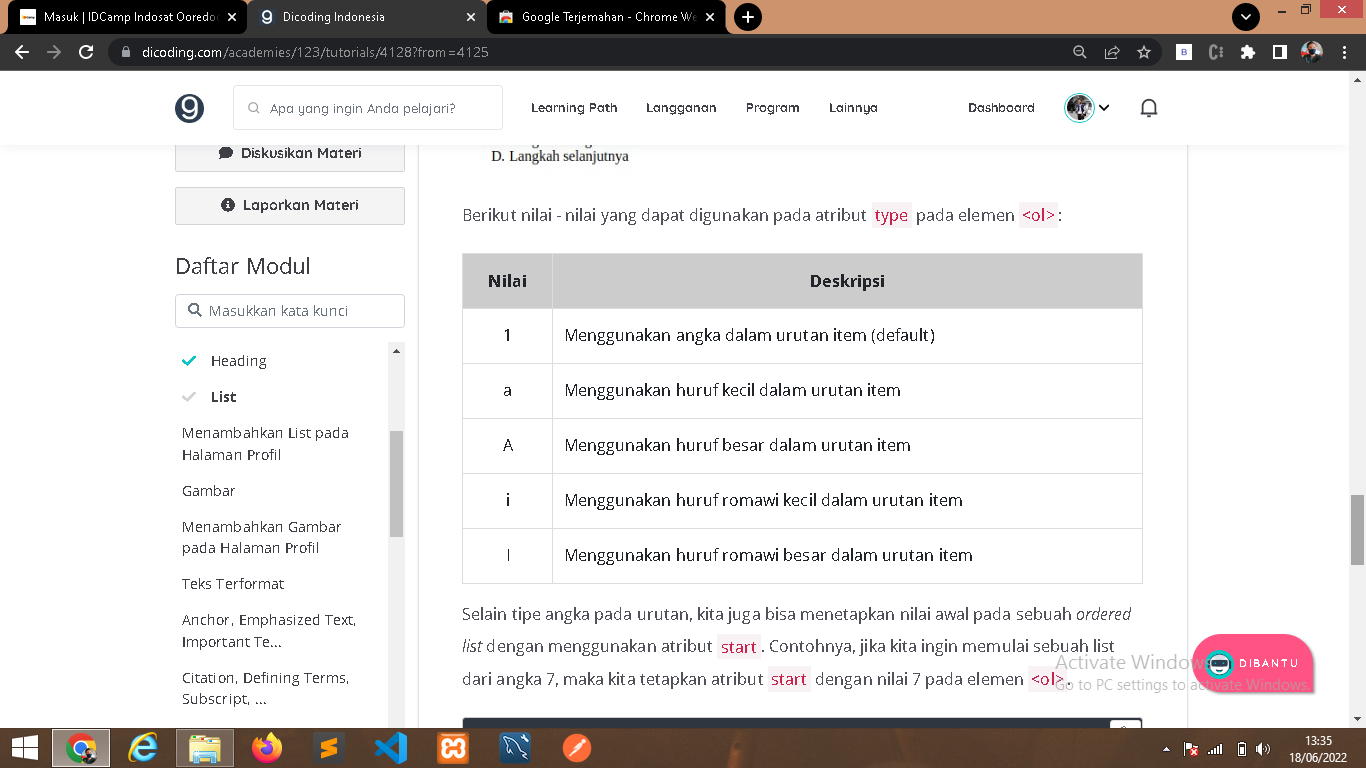 Masuk | IDCamp Indosat Ooredoo
Dicoding Indonesia
Google Terjemahan - Chrome We
dicoding.com/academies/123/tutorials/4128?from=4125
Apa yang ingin Anda pelajari?
Learning Path
Langganan
Program
Lainnya
Dashboard
Diskusikan Materi
Laporkan Materi
Daftar Modul
Masukkan kata kunci
Heading
List
Menambahkan List pada
Halaman Profil
Gambar
Menambahkan Gambar
pada Halaman Profil
Teks Terformat
Anchor, Emphasized Text,
Important Te...
Citation, Defining Terms,
Subscript, ...
D. Langkah selanjutnya
Berikut nilai - nilai yang dapat digunakan pada atribut type pada elemen <ol>:
Nilai Deskripsi
1 Menggunakan angka dalam urutan item (default)
a Menggunakan huruf kecil dalam urutan item
A Menggunakan huruf besar dalam urutan item
i Menggunakan huruf romawi kecil dalam urutan item
I Menggunakan huruf romawi besar dalam urutan item
Selain tipe angka pada urutan, kita juga bisa menetapkan nilai awal pada sebuah ordered
list dengan menggunakan atribut start. Contohnya, jika kita ingin memulai sebuah list
dari angka 7, maka kita tetapkan atribut start dengan nilai 7 pada elemen <ol>.
DIBANTU
Activate Windows
Go to PC settings to activate Windows.
13:35
18/06/2022